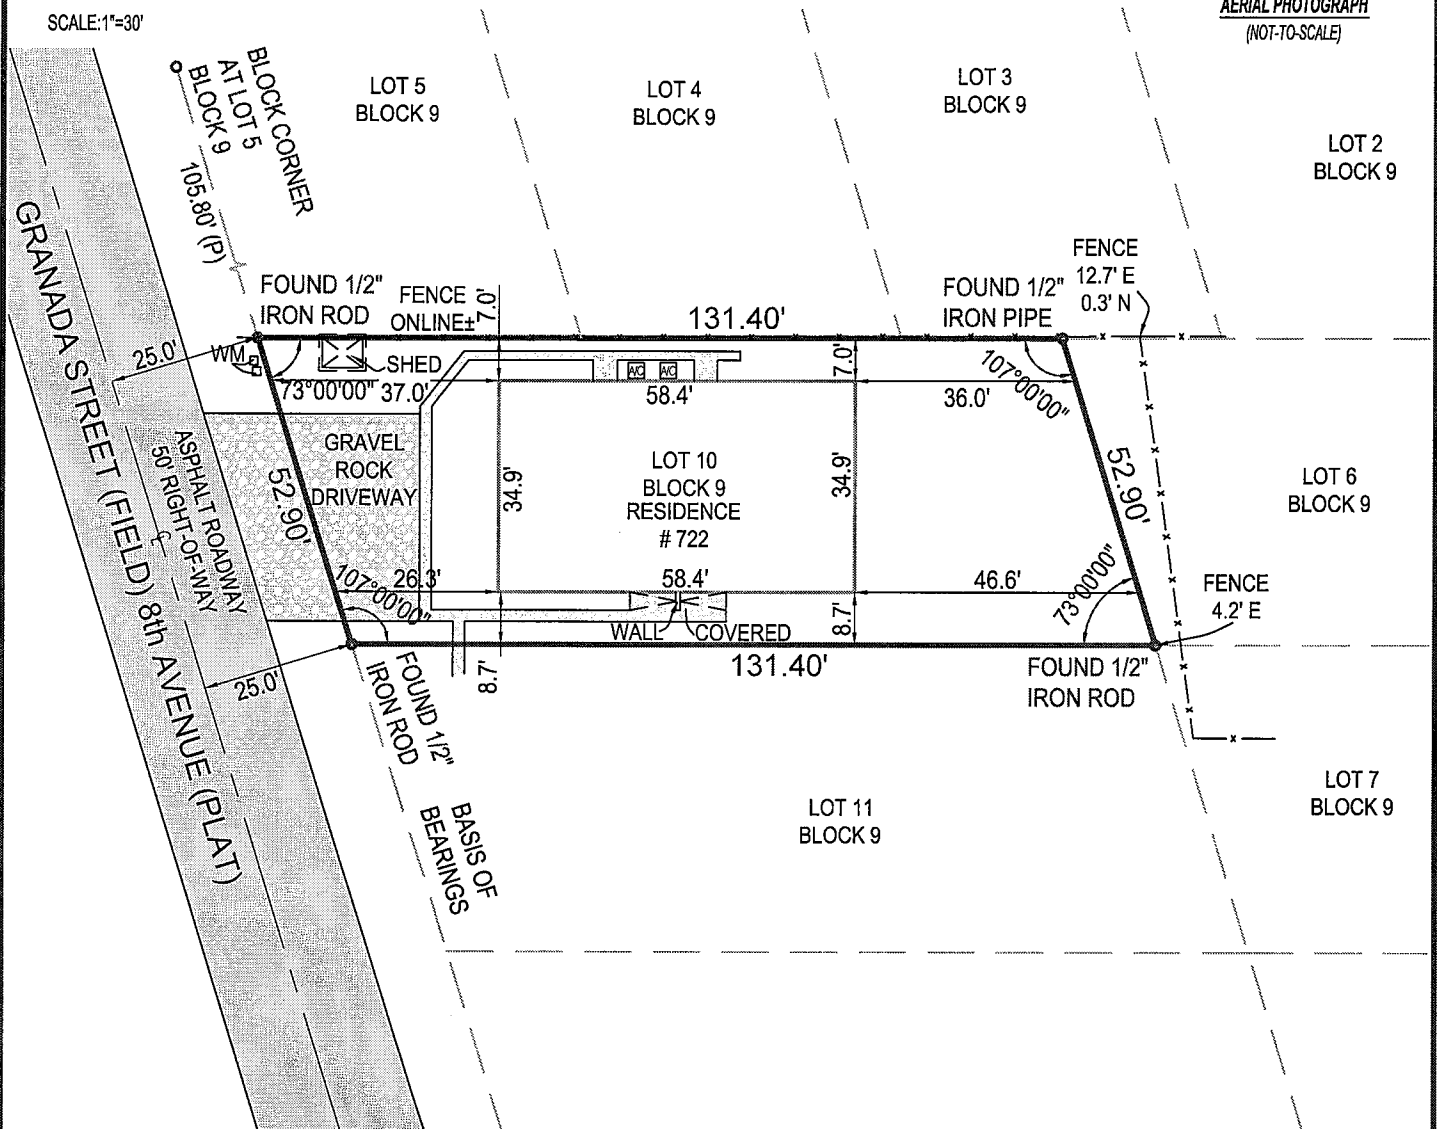 SCALE:1"=30'
AERIAL PHOTOGRAPH
(NOT-TO-SCALE)
BLOCK CORNER
AT LOT 5
BLOCK 9
105.80' (P)
LOT 5
BLOCK 9
LOT 4
BLOCK 9
LOT 3
BLOCK 9
LOT 2
BLOCK 9
GRANADA STREET (FIELD) 8th AVENUE (PLAT)
FOUND 1/2"
IRON ROD
FENCE
ONLINE±
7.0'
131.40'
FOUND 1/2"
IRON PIPE
FENCE
12.7' E
0.3' N
25.0'
WM
SHED
73°00'00"
37.0'
A/C
A/C
58.4'
7.0'
36.0'
107°00'00"
ASPHALT ROADWAY
50' RIGHT-OF-WAY
52.90'
GRAVEL
ROCK
DRIVEWAY
34.9'
LOT 10
BLOCK 9
RESIDENCE
# 722
34.9'
52.90'
LOT 6
BLOCK 9
107°00'00"
26.3'
58.4'
46.6'
73°00'00"
FENCE
4.2' E
WALL
COVERED
8.7'
8.7'
131.40'
25.0'
FOUND 1/2"
IRON ROD
FOUND 1/2"
IRON ROD
BASIS OF
BEARINGS
LOT 11
BLOCK 9
LOT 7
BLOCK 9